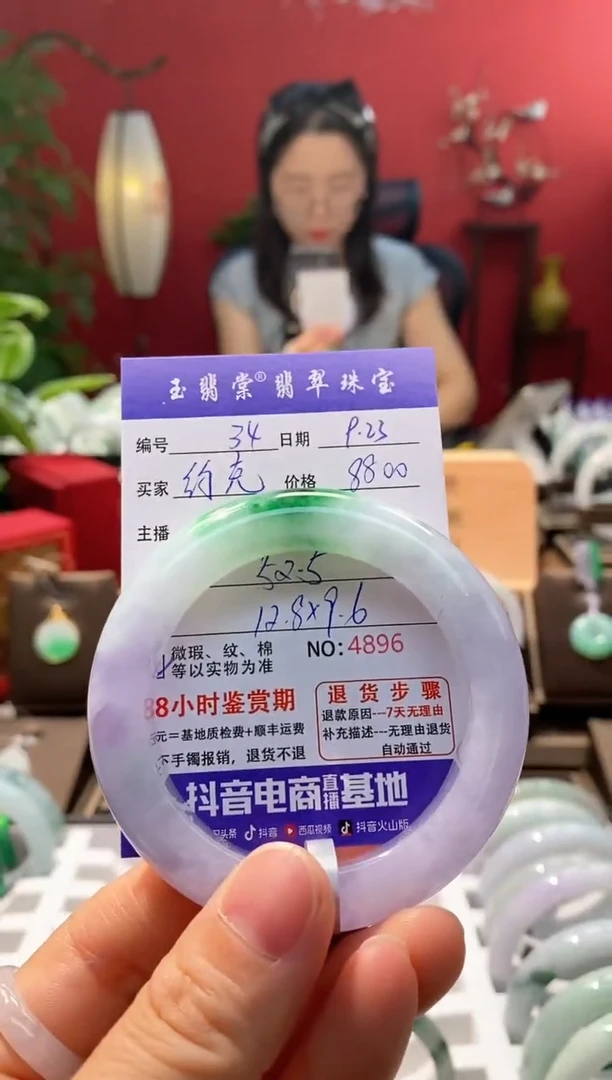 玉翡棠®翡翠珠宝
编号 34 日期 9.23
买家 约克 价格 8800
主播
52.5
12.8×9.6
微瑕、纹、棉
等以实物为准
NO:4896
88小时鉴赏期
元=基地质检费+顺丰运费
下手镯报销,退货不退
退货步骤
退款原因---7天无理由
补充描述---无理由退货
自动通过
抖音电商直播基地
头条 抖音 西瓜视频 抖音火山版